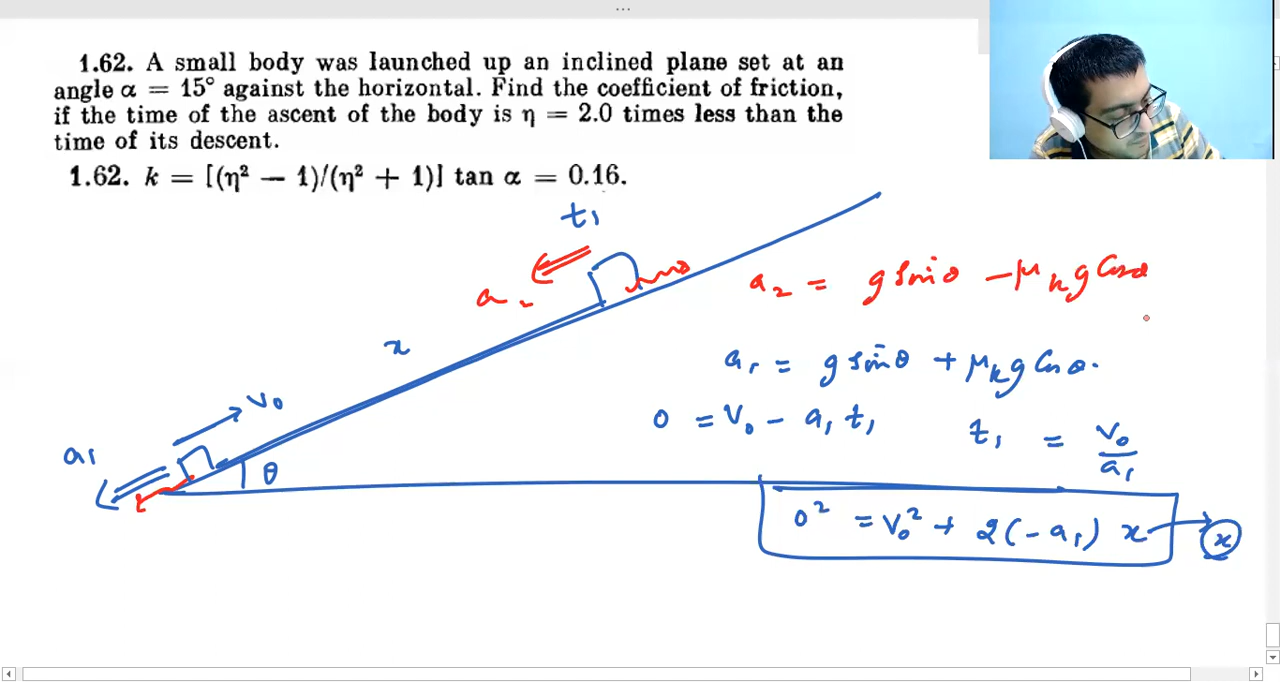 1.62. A small body was launched up an inclined plane set at an
angle α = 15° against the horizontal. Find the coefficient of friction,
if the time of the ascent of the body is η = 2.0 times less than the
time of its descent.
1.62. k = [(η² − 1)/(η² + 1)] tan α = 0.16.
t₁
a₂ = g sinθ − μₖ g Cosθ
a₂
x
a₁ = g sinθ + μₖ g Cosθ.
v₀
0 = v₀ − a₁ t₁
t₁ = v₀/a₁
a₁
θ
0² = v₀² + 2(−a₁) x → x